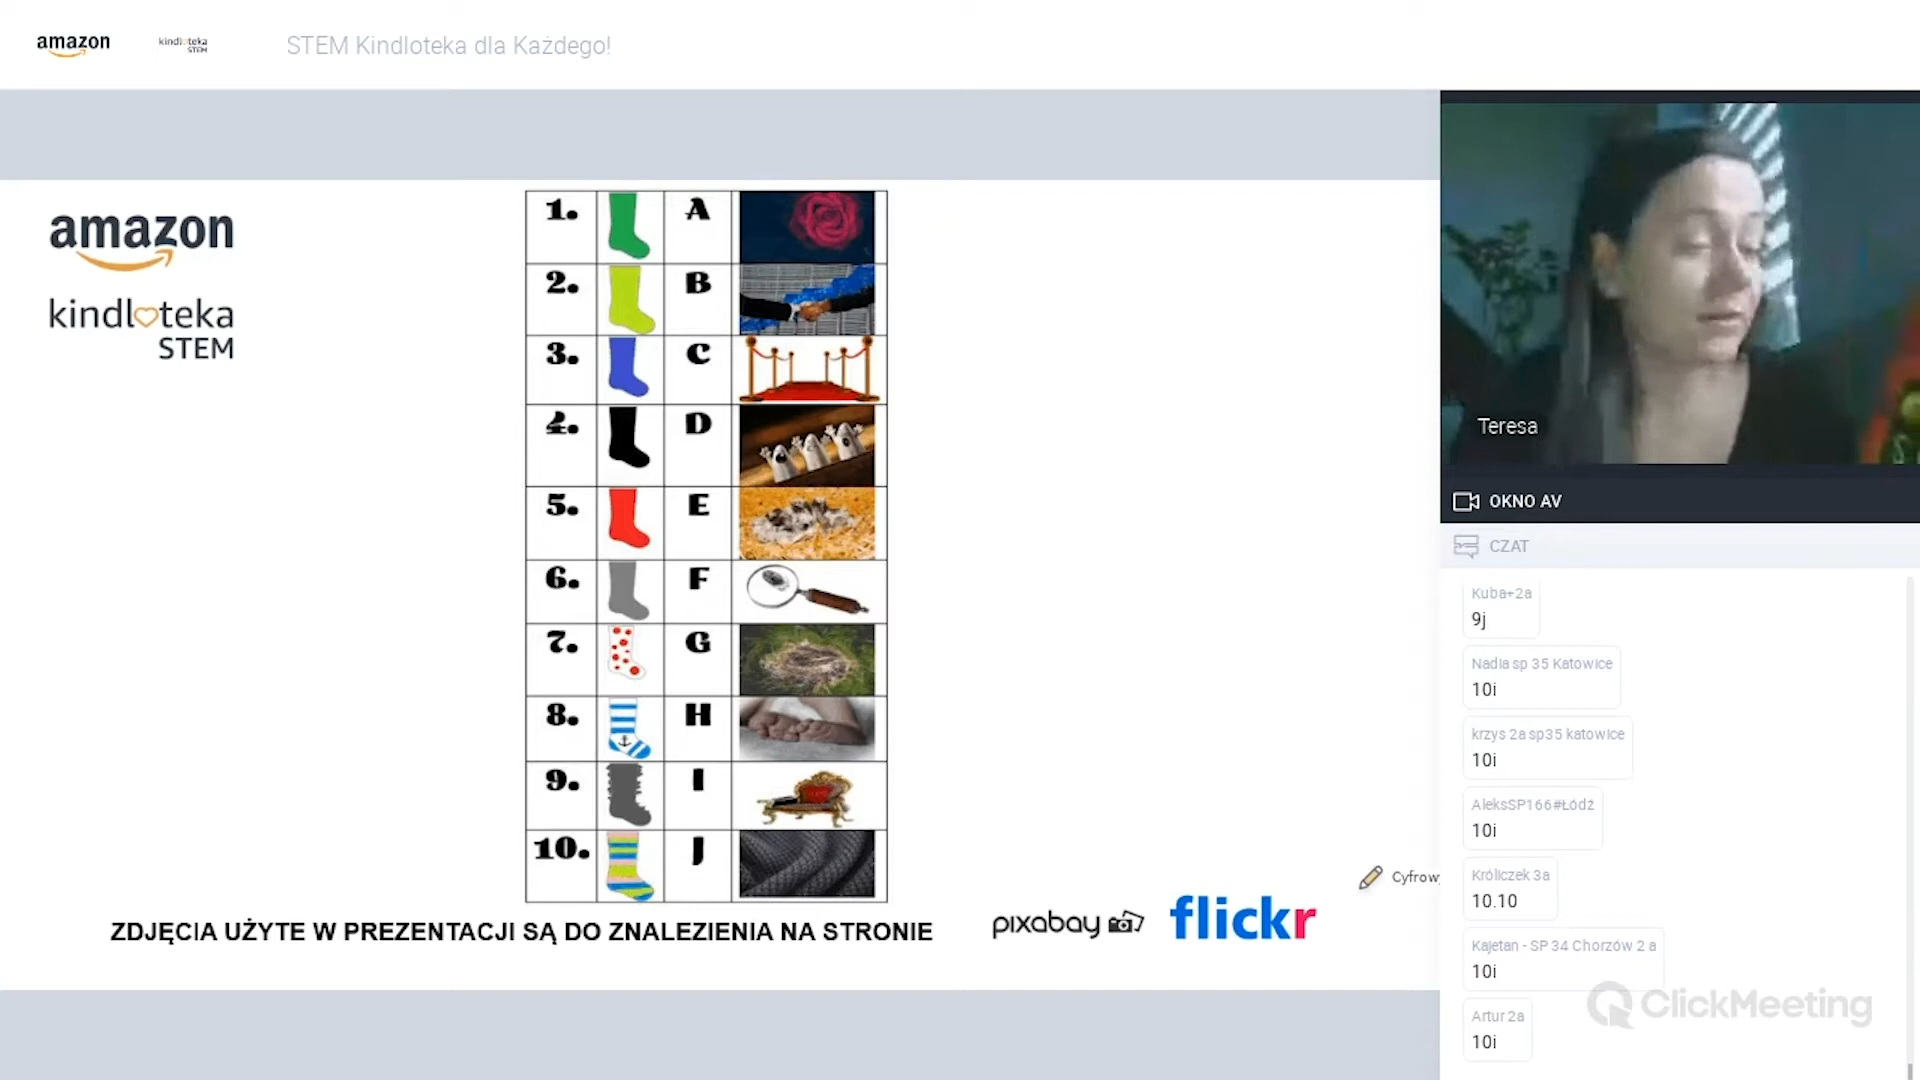 amazon
kindloteka
STEM
STEM Kindloteka dla Każdego!
amazon
kindloteka
STEM
1. A
2. B
3. C
4. D
5. E
6. F
7. G
8. H
9. I
10. J
ZDJĘCIA UŻYTE W PREZENTACJI SĄ DO ZNALEZIENIA NA STRONIE
pixabay
flickr
Cyfrow
Teresa
OKNO AV
CZAT
Kuba+2a
9j
Nadia sp 35 Katowice
10i
krzys 2a sp35 katowice
10i
AleksSP166#Łódź
10i
Króliczek 3a
10.10
Kajetan - SP 34 Chorzów 2 a
10i
Artur 2a
10i
ClickMeeting